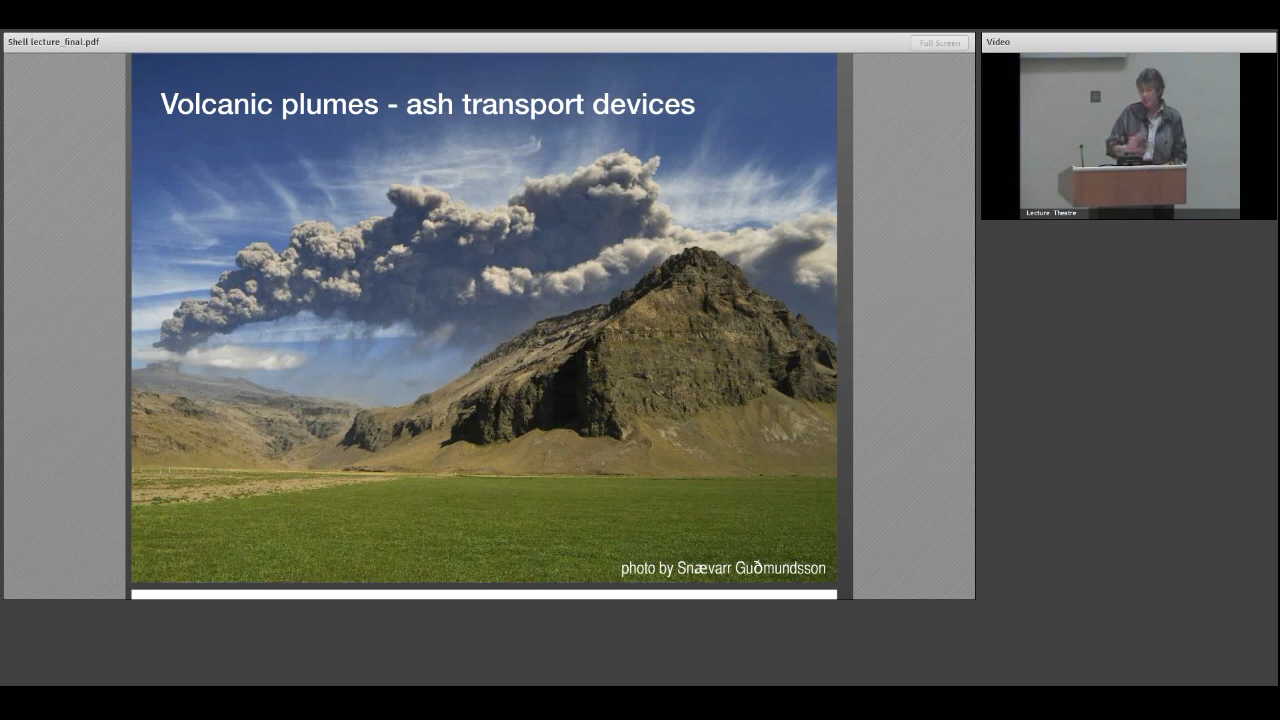 Shell lecture_final.pdf
Full Screen
Video
Volcanic plumes - ash transport devices
Lecture Theatre
photo by Snævarr Guðmundsson